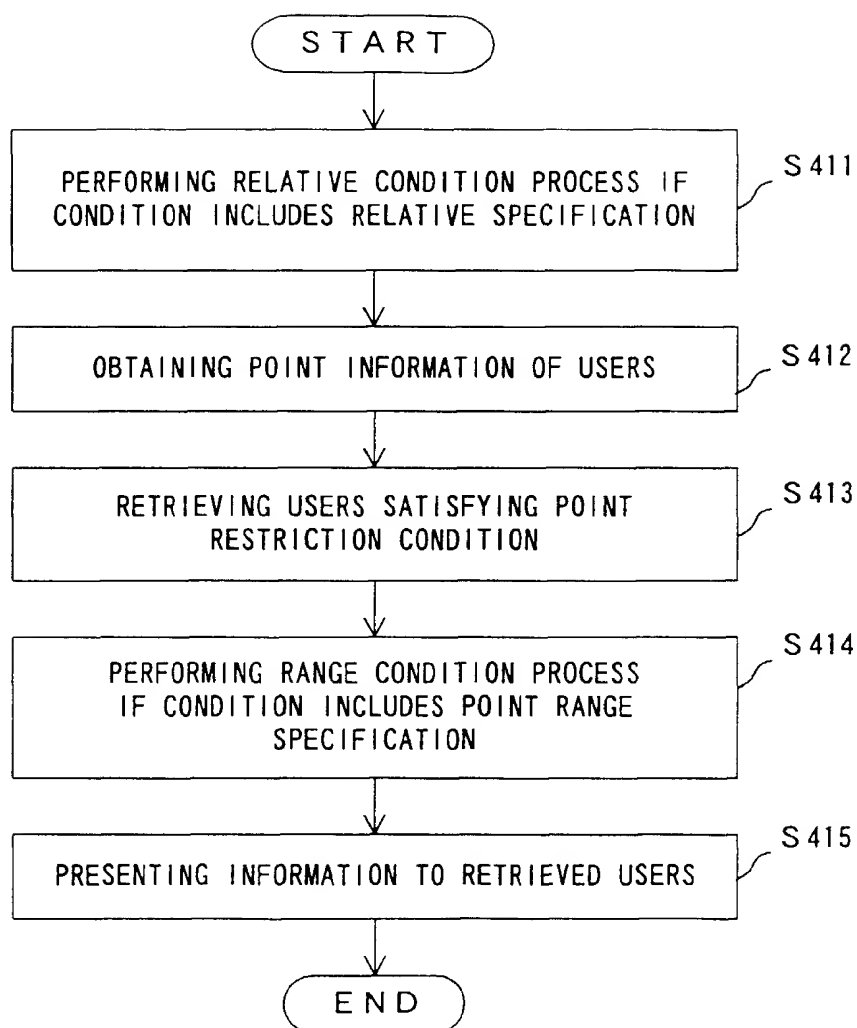 START
PERFORMING RELATIVE CONDITION PROCESS IF
CONDITION INCLUDES RELATIVE SPECIFICATION
S411
OBTAINING POINT INFORMATION OF USERS
S412
RETRIEVING USERS SATISFYING POINT
RESTRICTION CONDITION
S413
PERFORMING RANGE CONDITION PROCESS
IF CONDITION INCLUDES POINT RANGE
SPECIFICATION
S414
PRESENTING INFORMATION TO RETRIEVED USERS
S415
END